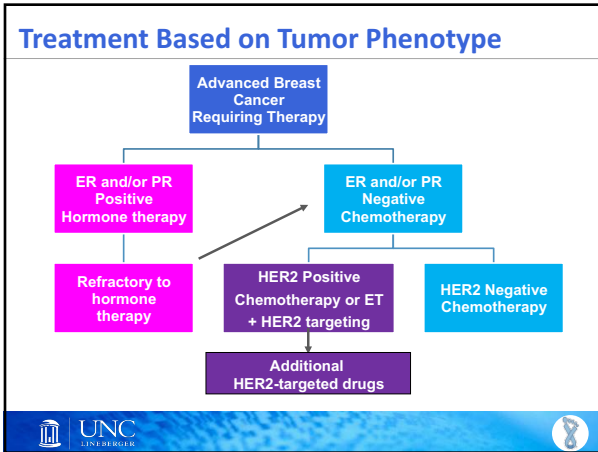 Treatment Based on Tumor Phenotype
Advanced Breast
Cancer
Requiring Therapy
ER and/or PR
Positive
Hormone therapy
ER and/or PR
Negative
Chemotherapy
Refractory to
hormone
therapy
HER2 Positive
Chemotherapy or ET
+ HER2 targeting
HER2 Negative
Chemotherapy
Additional
HER2-targeted drugs
UNC
LINEBERGER